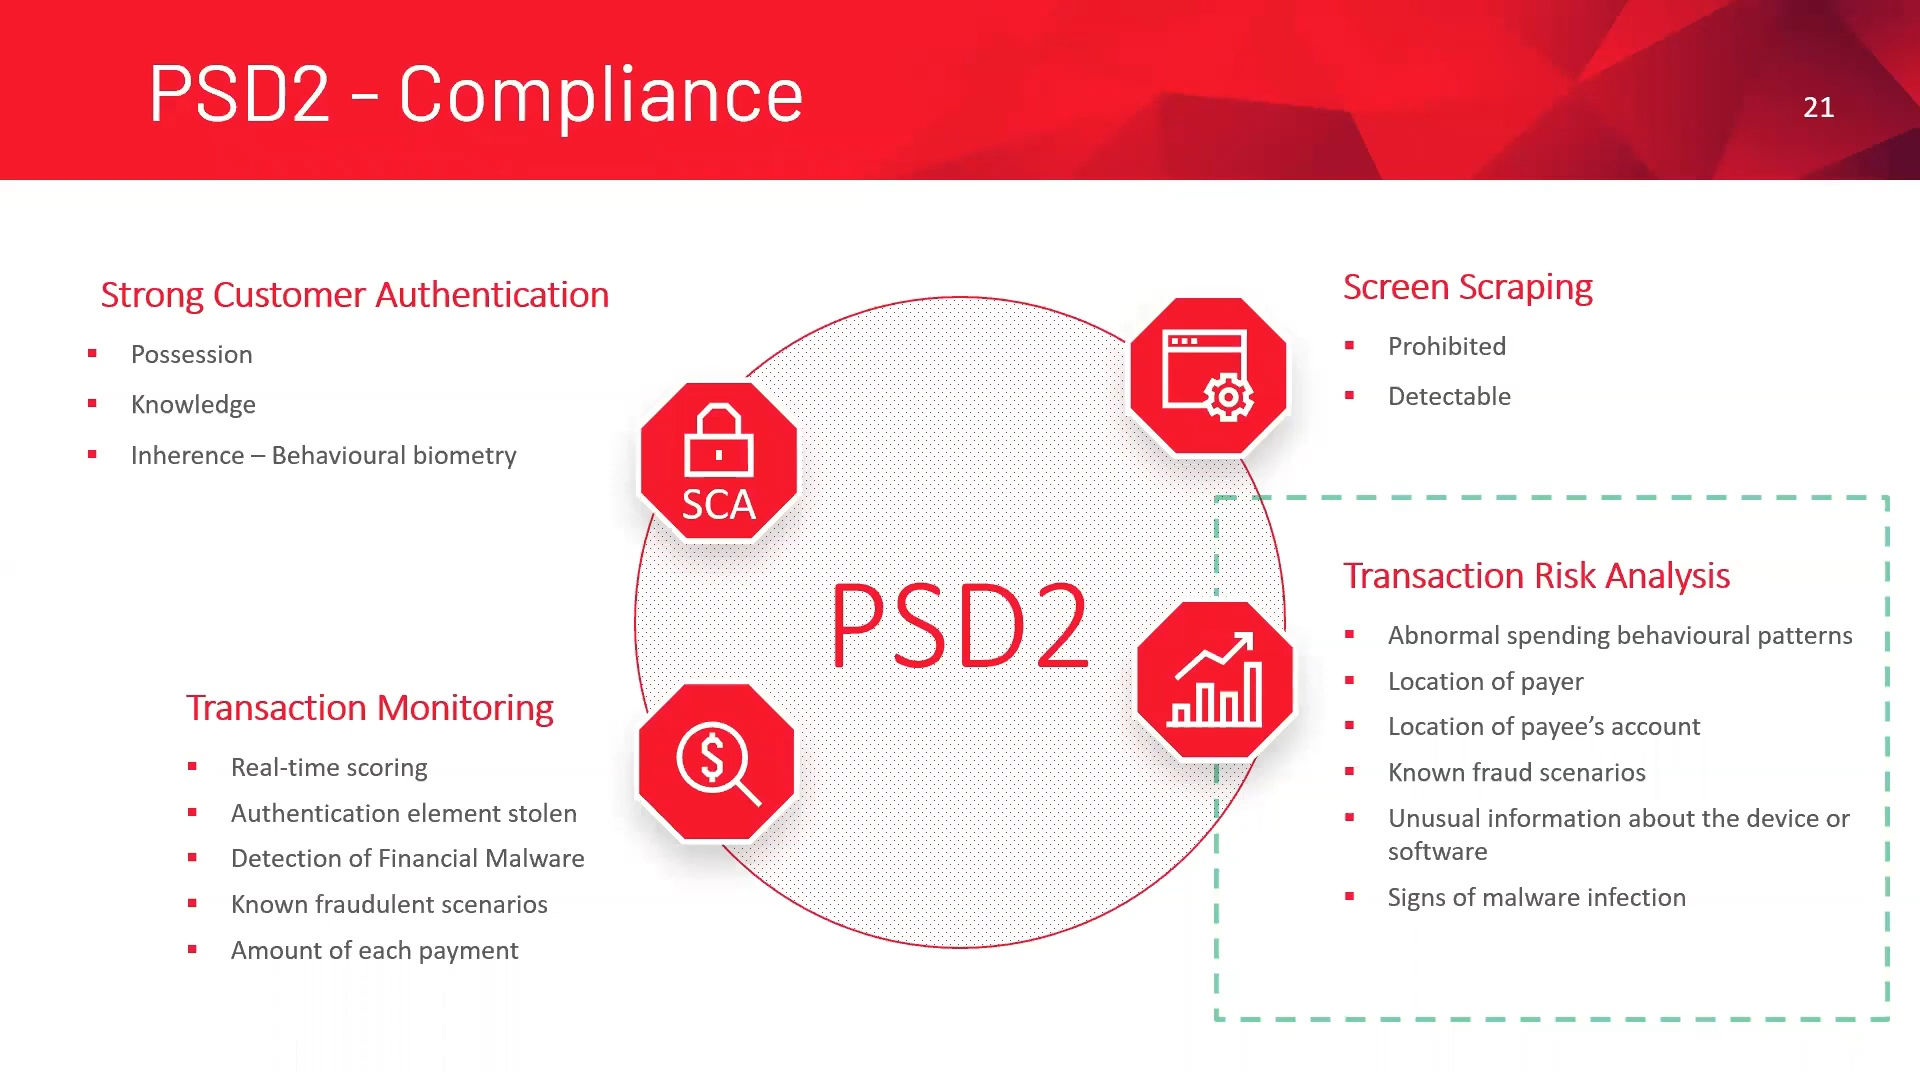 PSD2 - Compliance
21
Strong Customer Authentication
Possession
Knowledge
Inherence – Behavioural biometry
SCA
Transaction Monitoring
Real-time scoring
Authentication element stolen
Detection of Financial Malware
Known fraudulent scenarios
Amount of each payment
PSD2
Screen Scraping
Prohibited
Detectable
Transaction Risk Analysis
Abnormal spending behavioural patterns
Location of payer
Location of payee’s account
Known fraud scenarios
Unusual information about the device or
software
Signs of malware infection